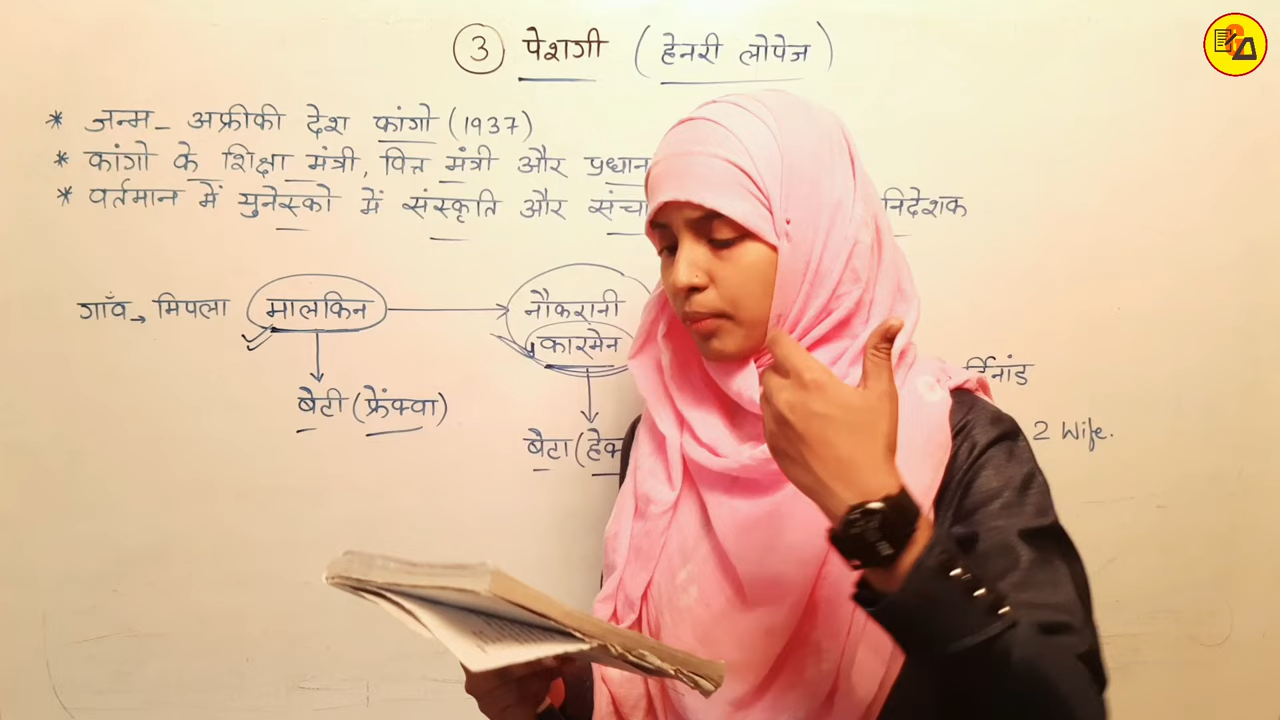 3 पेशगी (हेनरी लोपेज)
* जन्म - अफ्रीकी देश कांगो (1937)
* कांगो के शिक्षा मंत्री, वित्त मंत्री और प्रधान
* वर्तमान में युनेस्को में संस्कृति और संचा निदेशक
गाँव → मिपला मालकिन → नौकरानी
कारमेन
र्डिनांड
बेटी (फ्रेंक्वा)
2 Wife.
बेटा (हेक